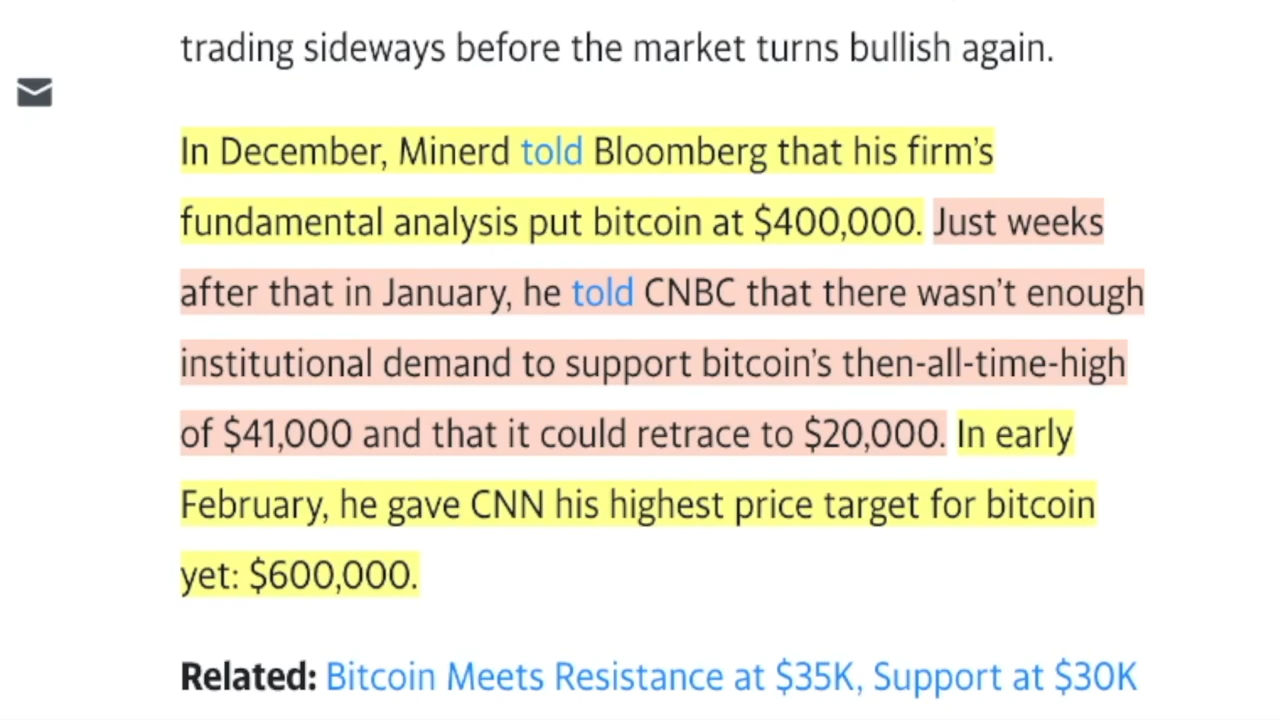 trading sideways before the market turns bullish again.
In December, Minerd told Bloomberg that his firm’s
fundamental analysis put bitcoin at $400,000. Just weeks
after that in January, he told CNBC that there wasn’t enough
institutional demand to support bitcoin’s then-all-time-high
of $41,000 and that it could retrace to $20,000. In early
February, he gave CNN his highest price target for bitcoin
yet: $600,000.
Related: Bitcoin Meets Resistance at $35K, Support at $30K